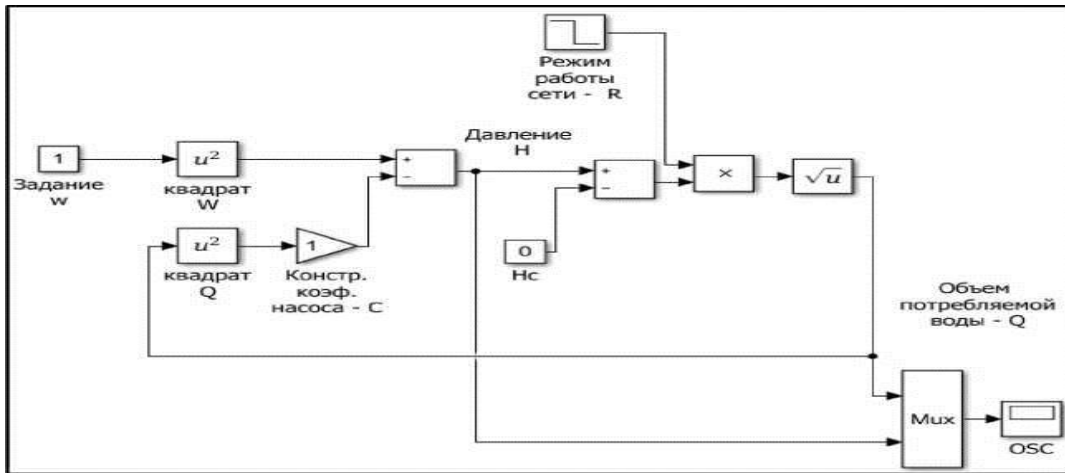 Режим
работы
сети - R
Давление
H
1
Задание
w
u²
квадрат
W
+
−
+
−
×
√u
u²
квадрат
Q
1
Констр.
коэф.
насоса - C
0
Hc
Объем
потребляемой
воды - Q
Mux
OSC